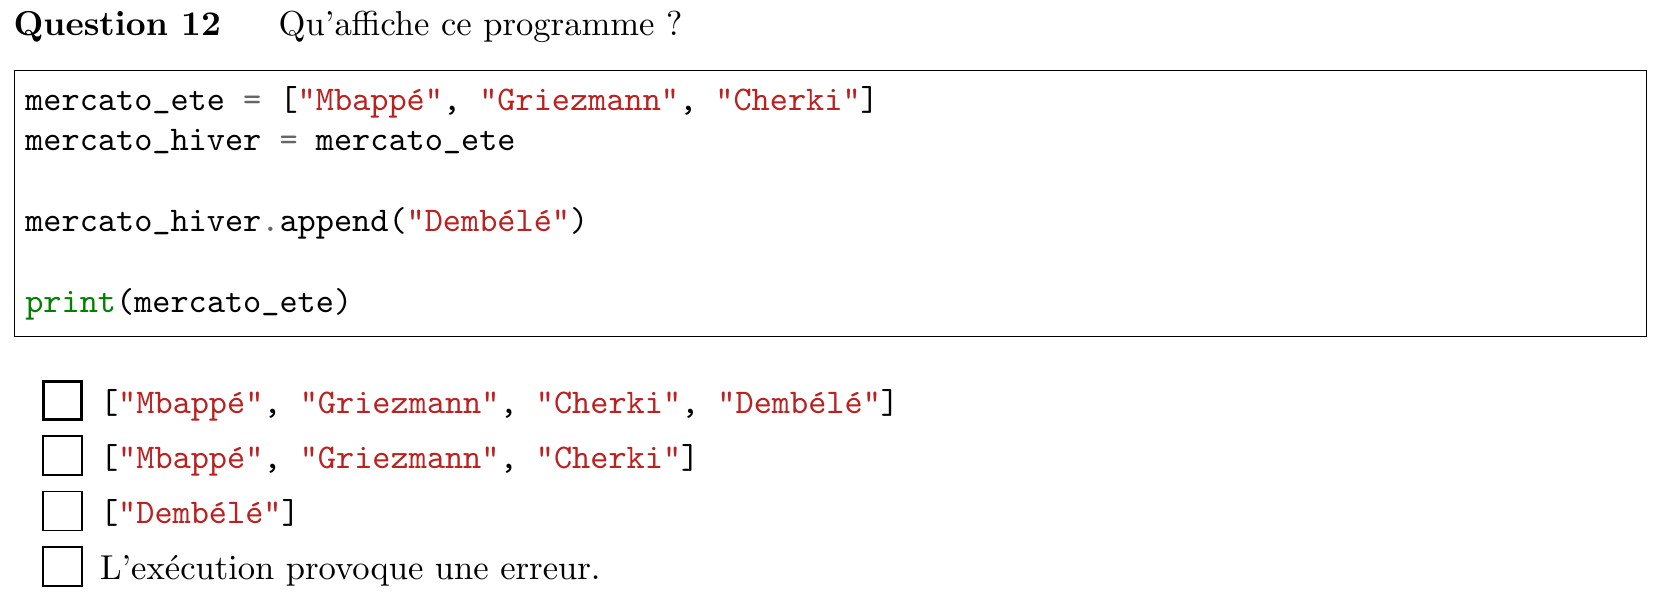 Question 12 Qu'affiche ce programme ?
mercato_ete = ["Mbappé", "Griezmann", "Cherki"]
mercato_hiver = mercato_ete
mercato_hiver.append("Dembélé")
print(mercato_ete)
["Mbappé", "Griezmann", "Cherki", "Dembélé"]
["Mbappé", "Griezmann", "Cherki"]
["Dembélé"]
L'exécution provoque une erreur.